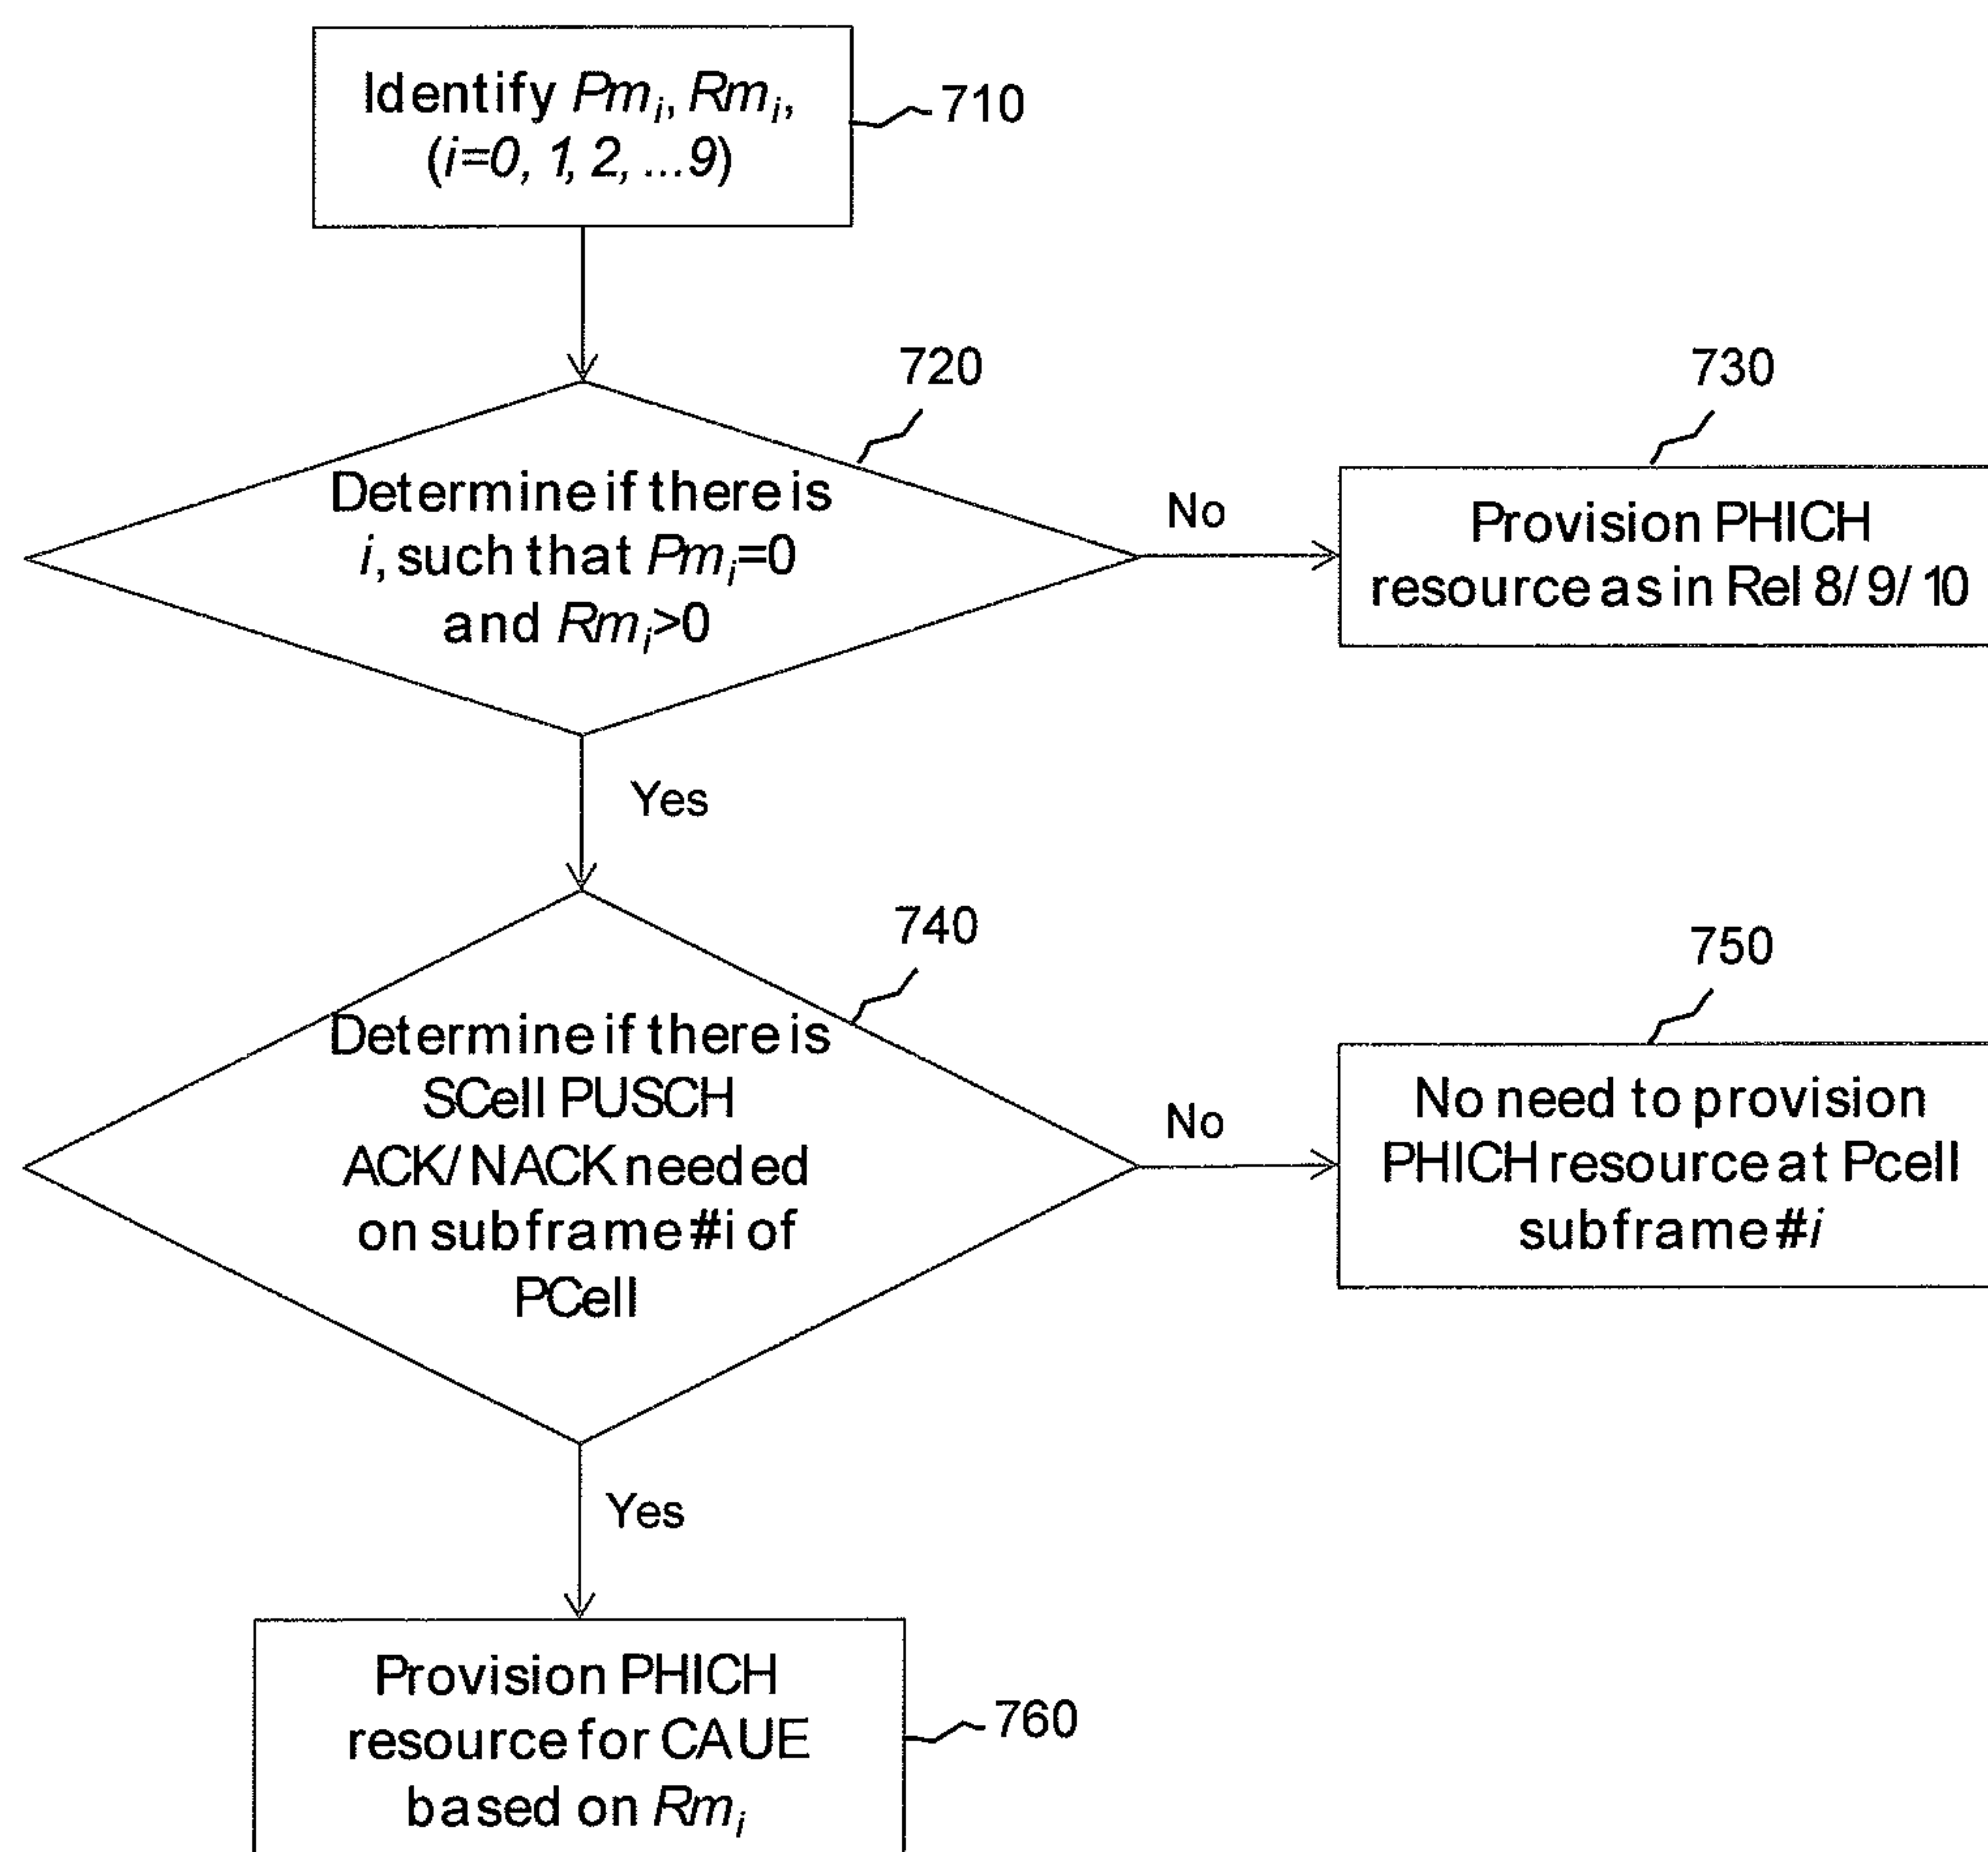 Identify Pmᵢ, Rmᵢ,
(i=0, 1, 2, ...9)
710
720
Determine if there is
i, such that Pmᵢ=0
and Rmᵢ>0
No
730
Provision PHICH
resource as in Rel 8/9/10
Yes
740
Determine if there is
SCell PUSCH
ACK/NACK needed
on subframe #i of
PCell
No
750
No need to provision
PHICH resource at Pcell
subframe #i
Yes
Provision PHICH
resource for CAUE
based on Rmᵢ
760